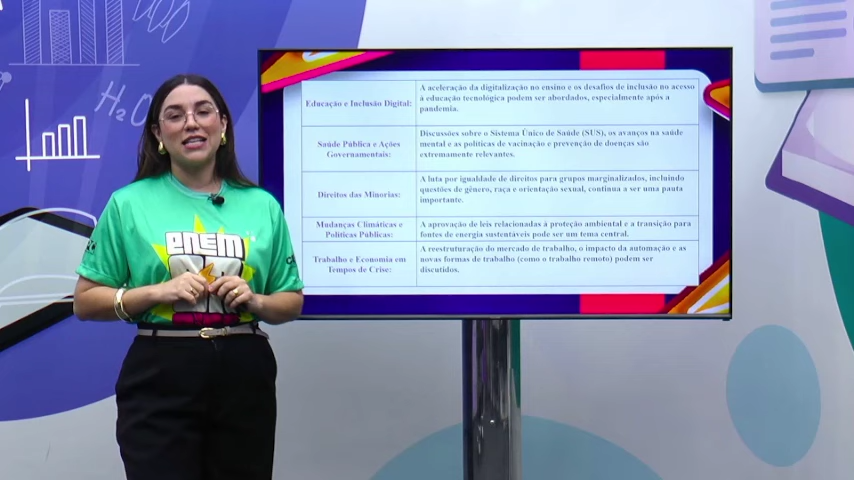 H₂O
ENEM
Educação e Inclusão Digital:
A aceleração da digitalização no ensino e os desafios de inclusão no acesso
à educação tecnológica podem ser abordados, especialmente após a
pandemia.
Saúde Pública e Ações
Governamentais:
Discussões sobre o Sistema Único de Saúde (SUS), os avanços na saúde
mental e as políticas de vacinação e prevenção de doenças são
extremamente relevantes.
Direitos das Minorias:
A luta por igualdade de direitos para grupos marginalizados, incluindo
questões de gênero, raça e orientação sexual, continua a ser uma pauta
importante.
Mudanças Climáticas e
Políticas Públicas:
A aprovação de leis relacionadas à proteção ambiental e a transição para
fontes de energia sustentáveis pode ser um tema central.
Trabalho e Economia em
Tempos de Crise:
A reestruturação do mercado de trabalho, o impacto da automação e as
novas formas de trabalho (como o trabalho remoto) podem ser
discutidos.